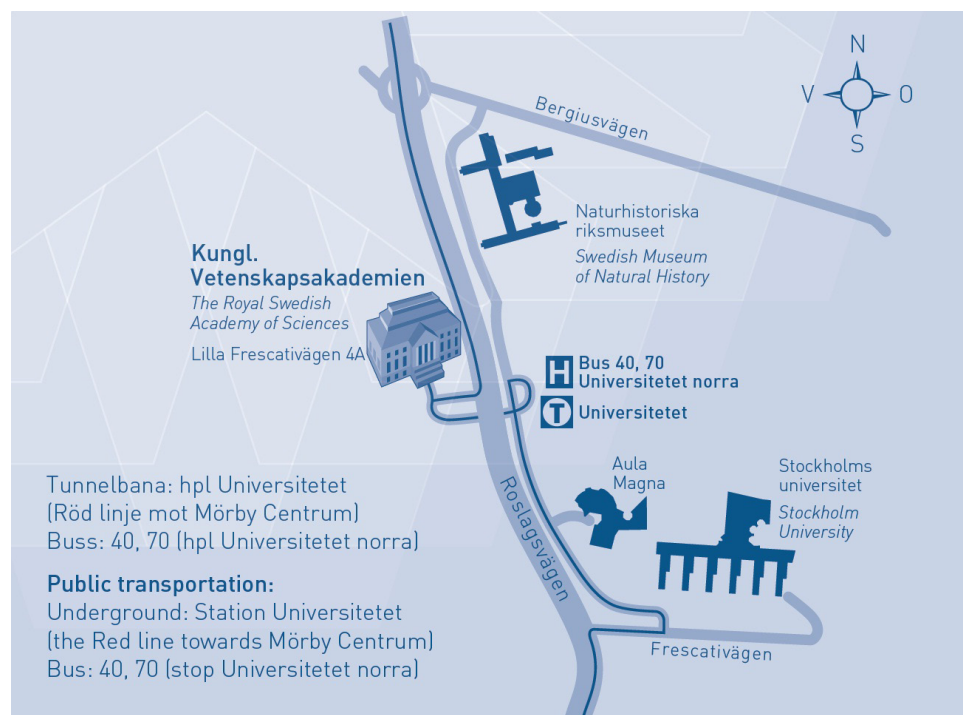 N
V O
S
Bergiusvägen
Naturhistoriska
riksmuseet
Swedish Museum
of Natural History
Kungl.
Vetenskapsakademien
The Royal Swedish
Academy of Sciences
Lilla Frescativägen 4A
H Bus 40, 70
Universitetet norra
T Universitetet
Roslagsvägen
Aula
Magna
Stockholms
universitet
Stockholm
University
Frescativägen
Tunnelbana: hpl Universitetet
(Röd linje mot Mörby Centrum)
Buss: 40, 70 (hpl Universitetet norra)
Public transportation:
Underground: Station Universitetet
(the Red line towards Mörby Centrum)
Bus: 40, 70 (stop Universitetet norra)